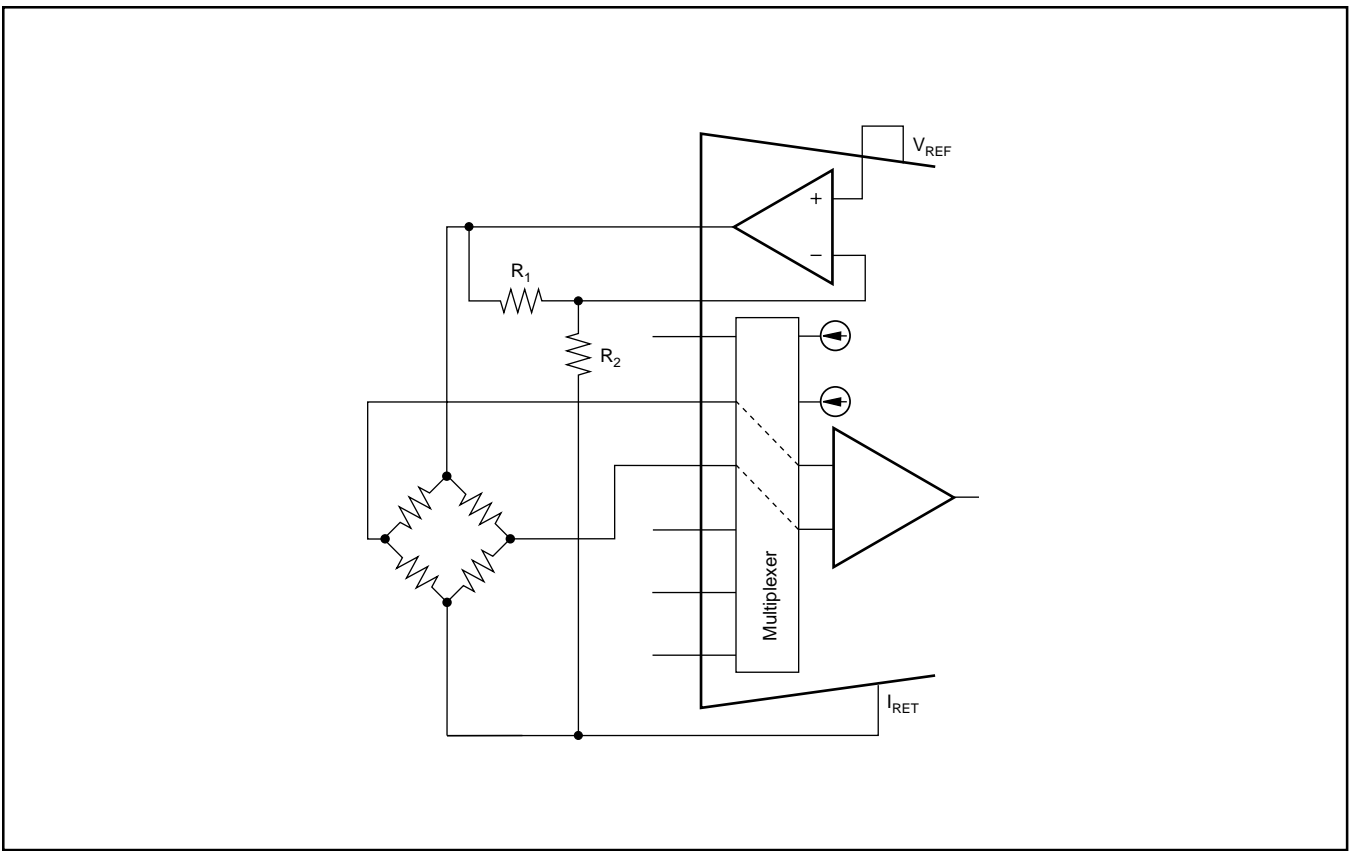 V_REF
+
−
R_1
R_2
Multiplexer
I_RET